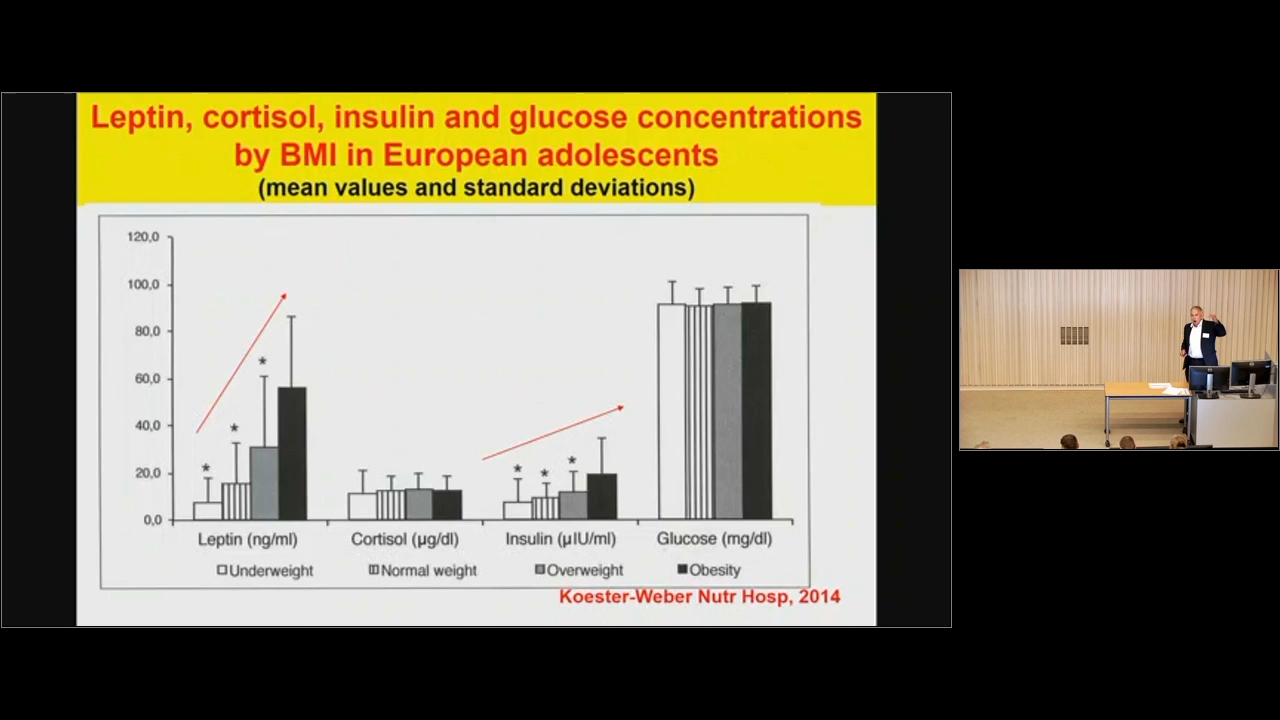 Leptin, cortisol, insulin and glucose concentrations
by BMI in European adolescents
(mean values and standard deviations)
120,0
100,0
80,0
60,0
40,0
20,0
0,0
* * * * * *
Leptin (ng/ml) Cortisol (µg/dl) Insulin (µIU/ml) Glucose (mg/dl)
Underweight Normal weight Overweight Obesity
Koester-Weber Nutr Hosp, 2014